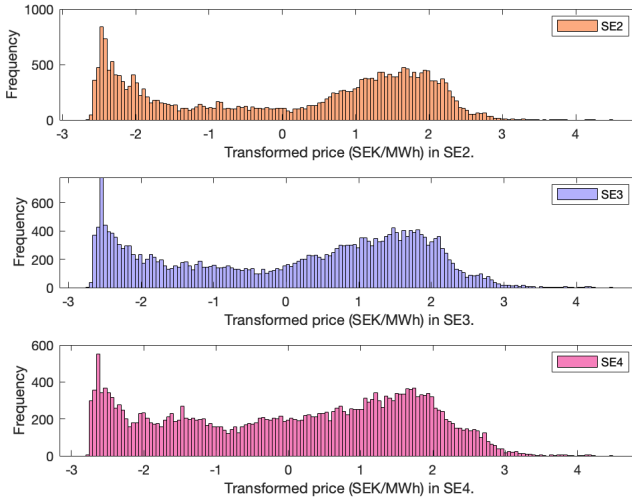 1000
500
0
Frequency
SE2
-3 -2 -1 0 1 2 3 4
Transformed price (SEK/MWh) in SE2.
600
400
200
0
Frequency
SE3
-3 -2 -1 0 1 2 3 4
Transformed price (SEK/MWh) in SE3.
600
400
200
0
Frequency
SE4
-3 -2 -1 0 1 2 3 4
Transformed price (SEK/MWh) in SE4.